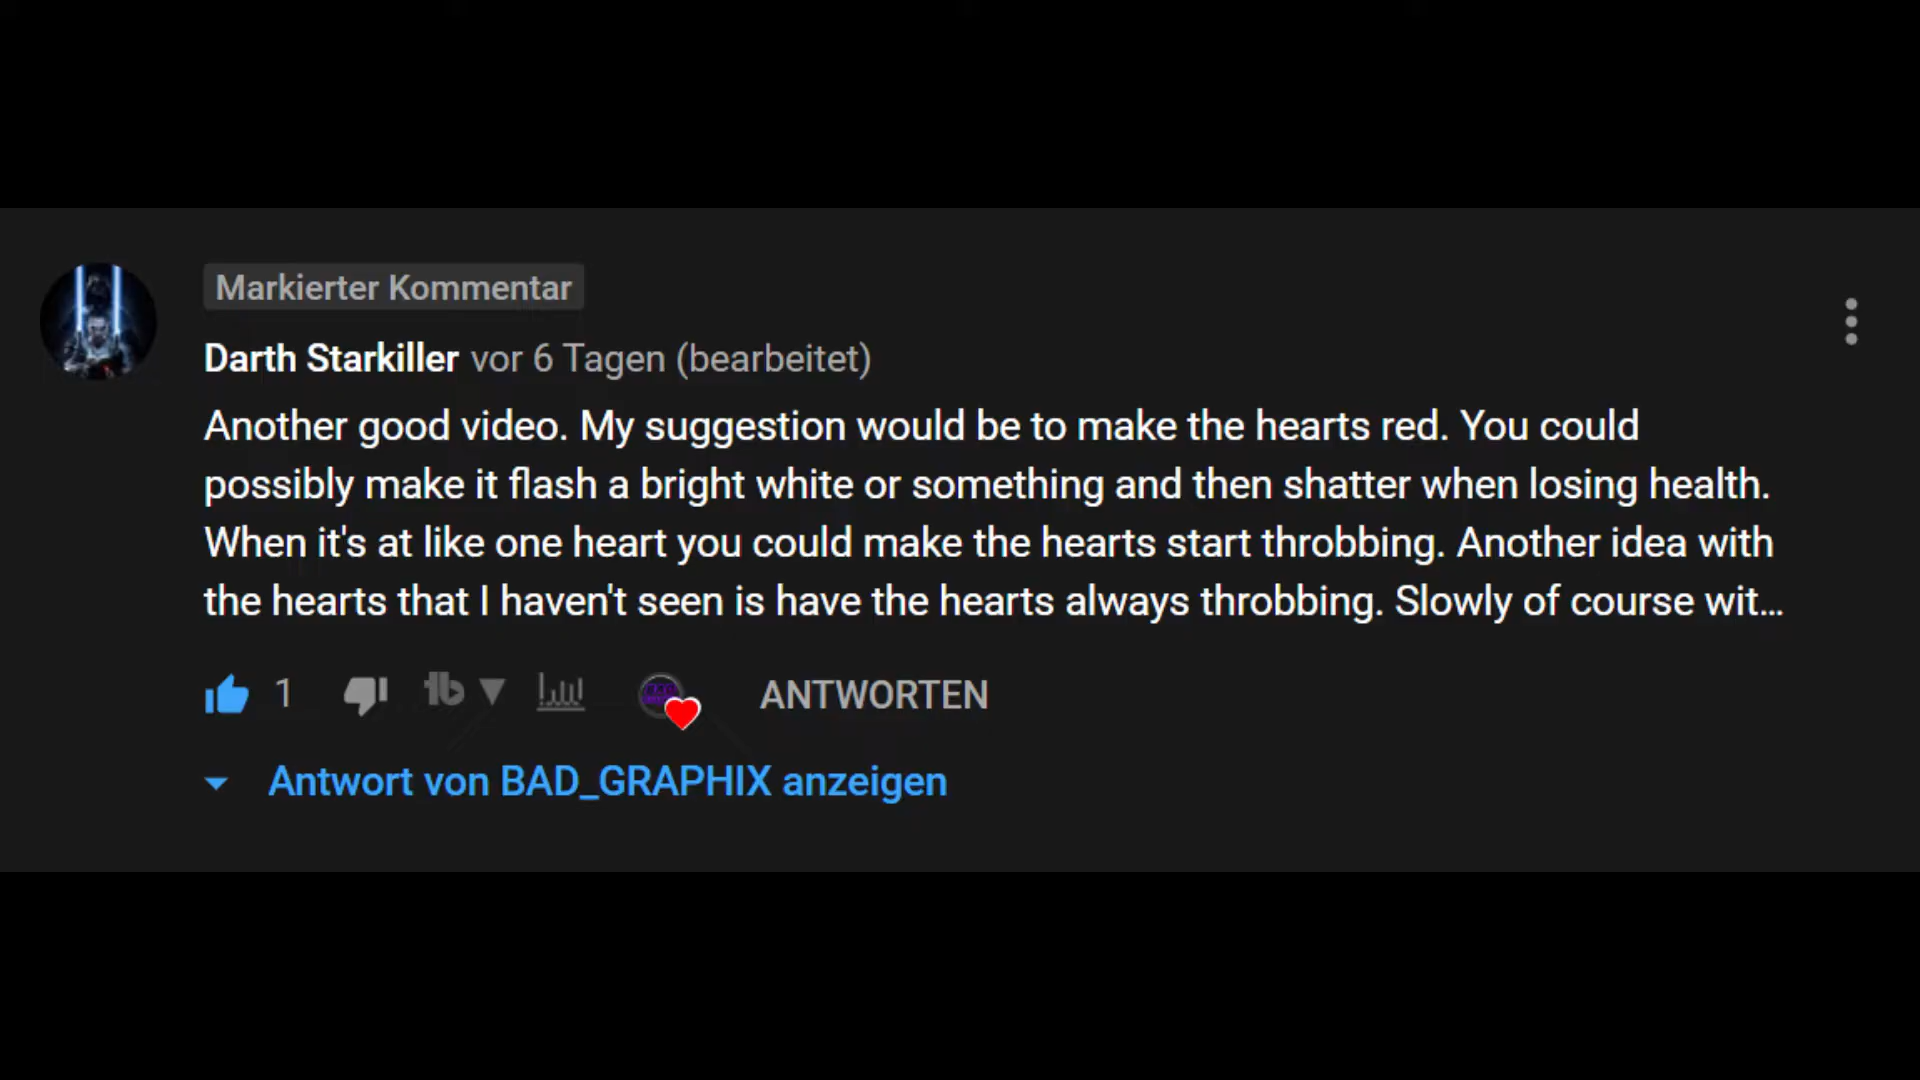 Markierter Kommentar
Darth Starkiller vor 6 Tagen (bearbeitet)
Another good video. My suggestion would be to make the hearts red. You could
possibly make it flash a bright white or something and then shatter when losing health.
When it's at like one heart you could make the hearts start throbbing. Another idea with
the hearts that I haven't seen is have the hearts always throbbing. Slowly of course wit...
1 ANTWORTEN
Antwort von BAD_GRAPHIX anzeigen